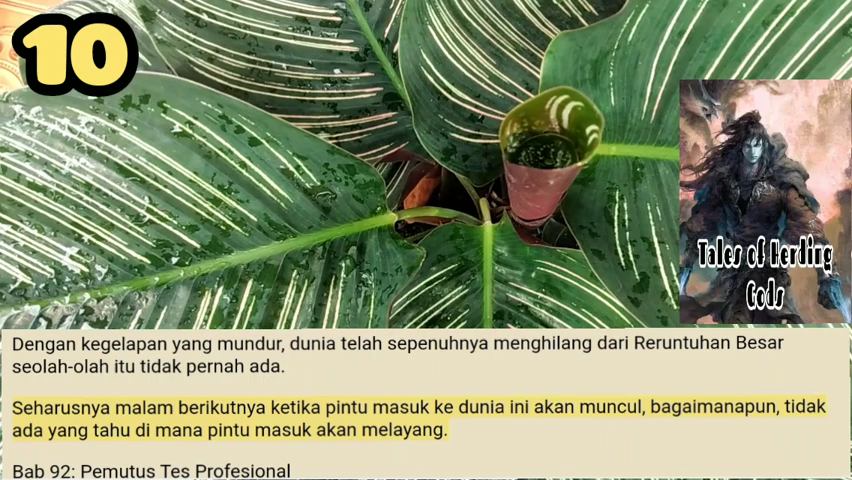 10
Tales of Herding
Gods
Dengan kegelapan yang mundur, dunia telah sepenuhnya menghilang dari Reruntuhan Besar
seolah-olah itu tidak pernah ada.
Seharusnya malam berikutnya ketika pintu masuk ke dunia ini akan muncul, bagaimanapun, tidak
ada yang tahu di mana pintu masuk akan melayang.
Bab 92: Pemutus Tes Profesional